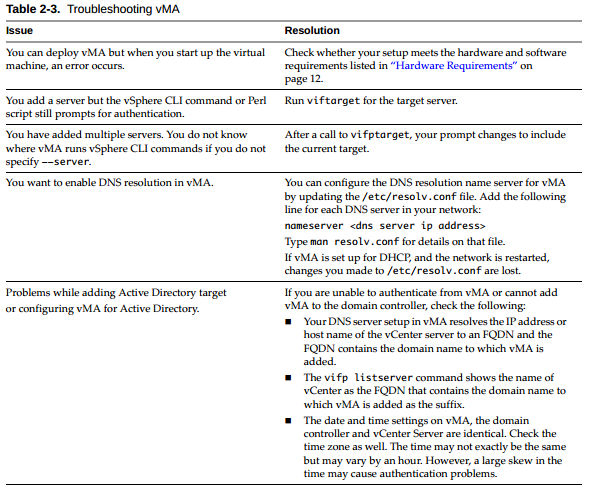 Table 2-3. Troubleshooting vMA
Issue
Resolution
You can deploy vMA but when you start up the virtual
machine, an error occurs.
Check whether your setup meets the hardware and software
requirements listed in “Hardware Requirements” on
page 12.
You add a server but the vSphere CLI command or Perl
script still prompts for authentication.
Run viftarget for the target server.
You have added multiple servers. You do not know
where vMA runs vSphere CLI commands if you do not
specify --server.
After a call to vifptarget, your prompt changes to include
the current target.
You want to enable DNS resolution in vMA.
You can configure the DNS resolution name server for vMA
by updating the /etc/resolv.conf file. Add the following
line for each DNS server in your network:
nameserver <dns server ip address>
Type man resolv.conf for details on that file.
If vMA is set up for DHCP, and the network is restarted,
changes you made to /etc/resolv.conf are lost.
Problems while adding Active Directory target
or configuring vMA for Active Directory.
If you are unable to authenticate from vMA or cannot add
vMA to the domain controller, check the following:
■ Your DNS server setup in vMA resolves the IP address or
host name of the vCenter server to an FQDN and the
FQDN contains the domain name to which vMA is
added.
■ The vifp listserver command shows the name of
vCenter as the FQDN that contains the domain name to
which vMA is added as the suffix.
■ The date and time settings on vMA, the domain
controller and vCenter Server are identical. Check the
time zone as well. The time may not exactly be the same
but may vary by an hour. However, a large skew in the
time may cause authentication problems.